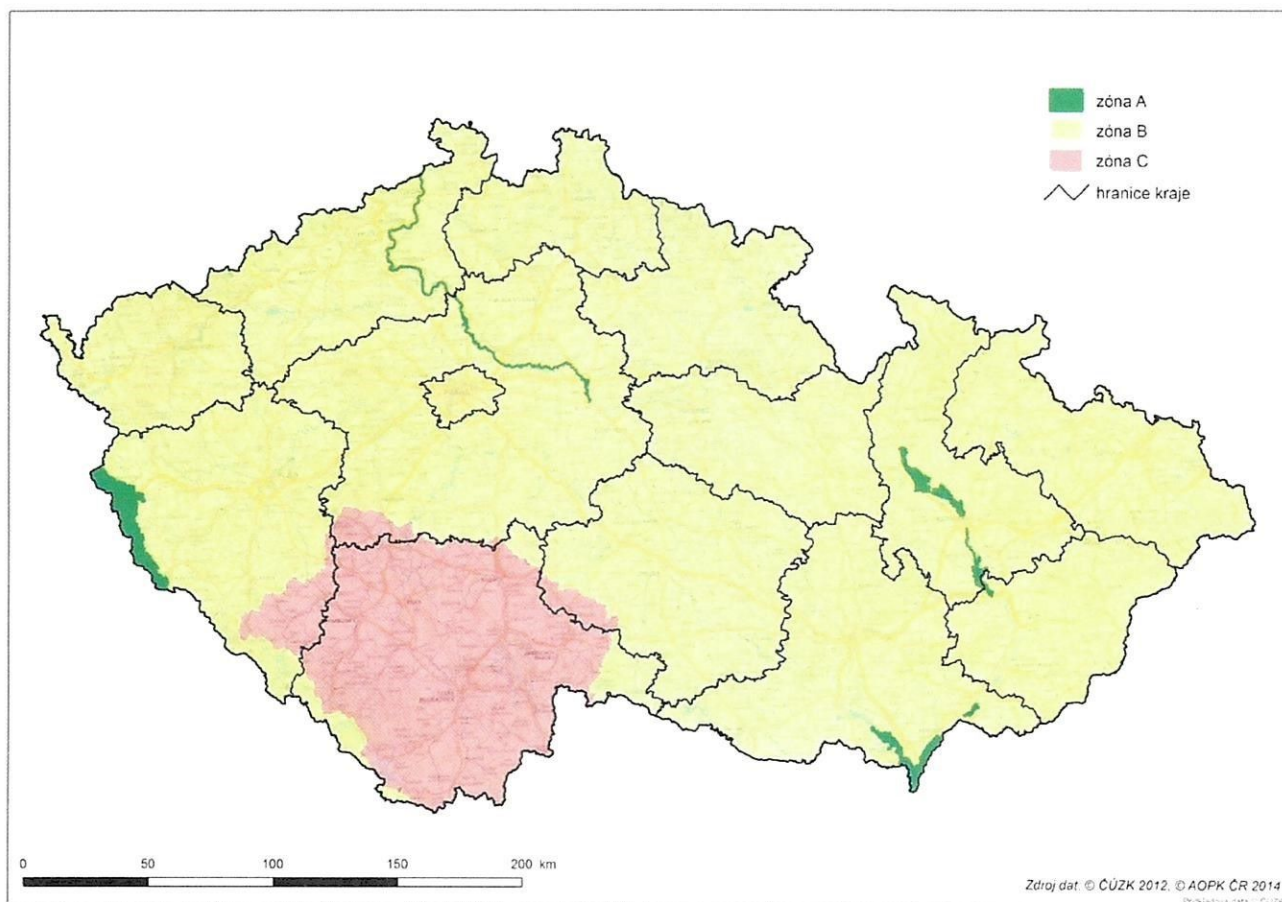 zóna A
zóna B
zóna C
hranice kraje
0 50 100 150 200 km
Zdroj dat: © ČÚZK 2012, © AOPK ČR 2014